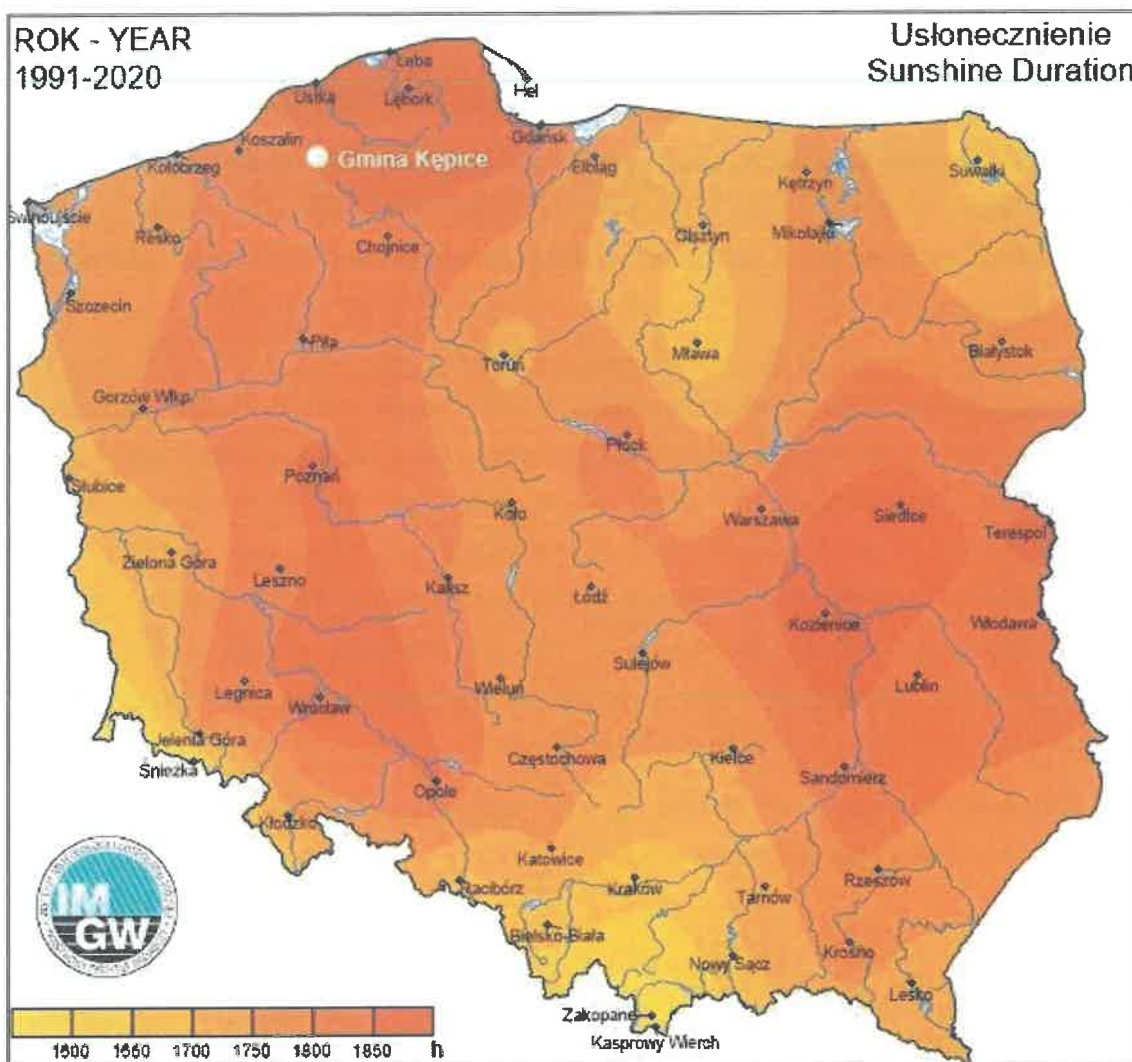 ROK - YEAR
1991-2020
Usłonecznienie
Sunshine Duration
Łeba
Hel
Ustka
Lębork
Gdańsk
Koszalin
Gmina Kępice
Kołobrzeg
Elbląg
Kętrzyn
Suwałki
Świnoujście
Resko
Chojnice
Olsztyn
Mikołajki
Szczecin
Piła
Toruń
Mława
Białystok
Gorzów Wlkp.
Płock
Słubice
Poznań
Koło
Warszawa
Siedlce
Terespol
Zielona Góra
Leszno
Kalisz
Łódź
Kozienice
Włodawa
Sulejów
Legnica
Wrocław
Wieluń
Lublin
Jelenia Góra
Śnieżka
Częstochowa
Kielce
Sandomierz
Opole
Kłodzko
Katowice
Racibórz
Kraków
Tarnów
Rzeszów
Bielsko-Biała
Nowy Sącz
Krosno
Lesko
Zakopane
Kasprowy Wierch
IM
GW
1600 1650 1700 1750 1800 1850 h